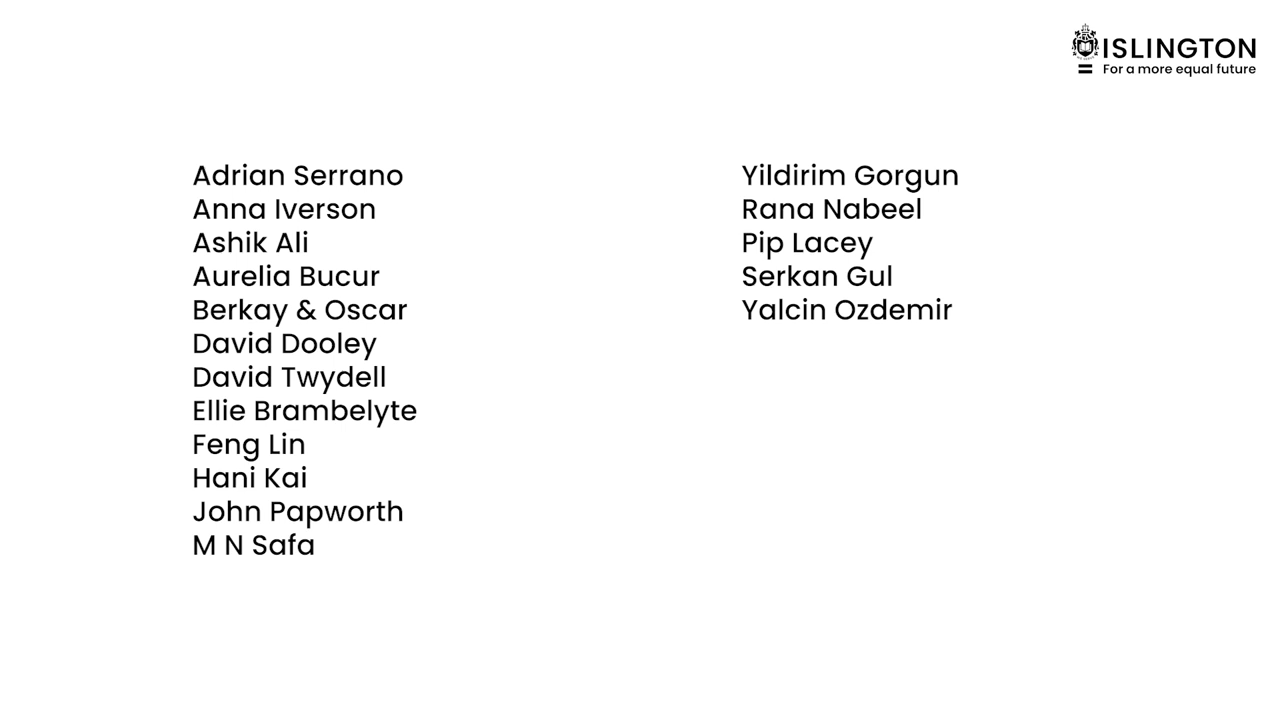 ISLINGTON
For a more equal future
Adrian Serrano
Anna Iverson
Ashik Ali
Aurelia Bucur
Berkay & Oscar
David Dooley
David Twydell
Ellie Brambelyte
Feng Lin
Hani Kai
John Papworth
M N Safa
Yildirim Gorgun
Rana Nabeel
Pip Lacey
Serkan Gul
Yalcin Ozdemir